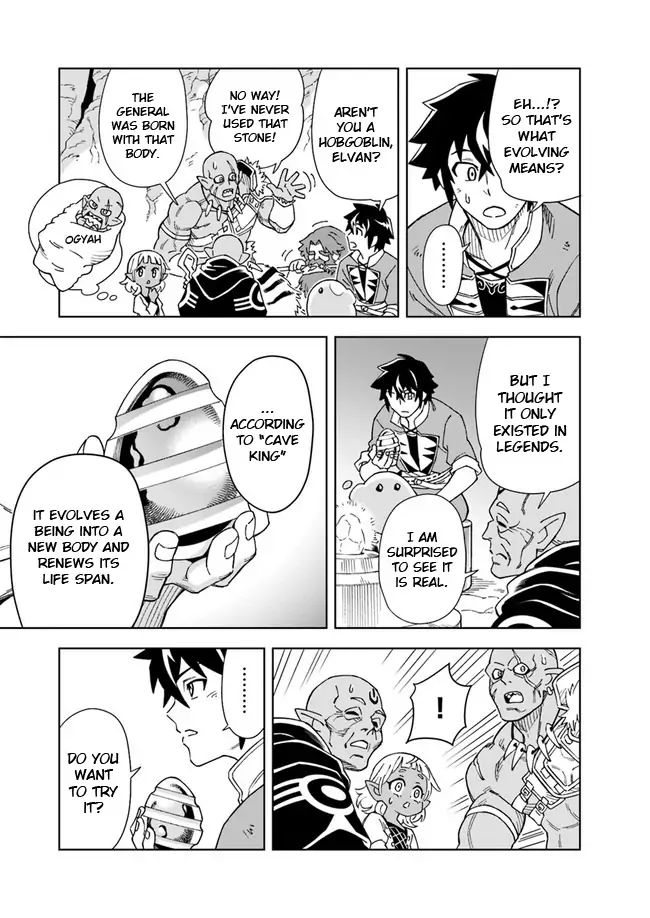 EH...!?
SO THAT'S
WHAT
EVOLVING
MEANS?
.........
AREN'T
YOU A
HOBGOBLIN,
ELVAN?
NO WAY!
I'VE NEVER
USED THAT
STONE!
THE
GENERAL
WAS BORN
WITH THAT
BODY.
OGYAH
BUT I
THOUGHT
IT ONLY
EXISTED IN
LEGENDS.
I AM
SURPRISED
TO SEE IT
IS REAL.
...
ACCORDING
TO "CAVE
KING"
IT EVOLVES A
BEING INTO A
NEW BODY AND
RENEWS ITS
LIFE SPAN.
!
.........
DO YOU
WANT
TO TRY
IT?